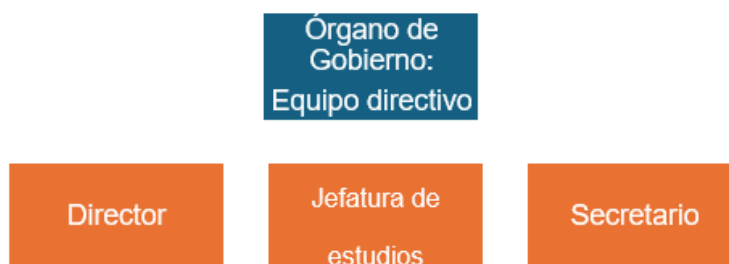 Órgano de
Gobierno:
Equipo directivo
Director
Jefatura de
estudios
Secretario